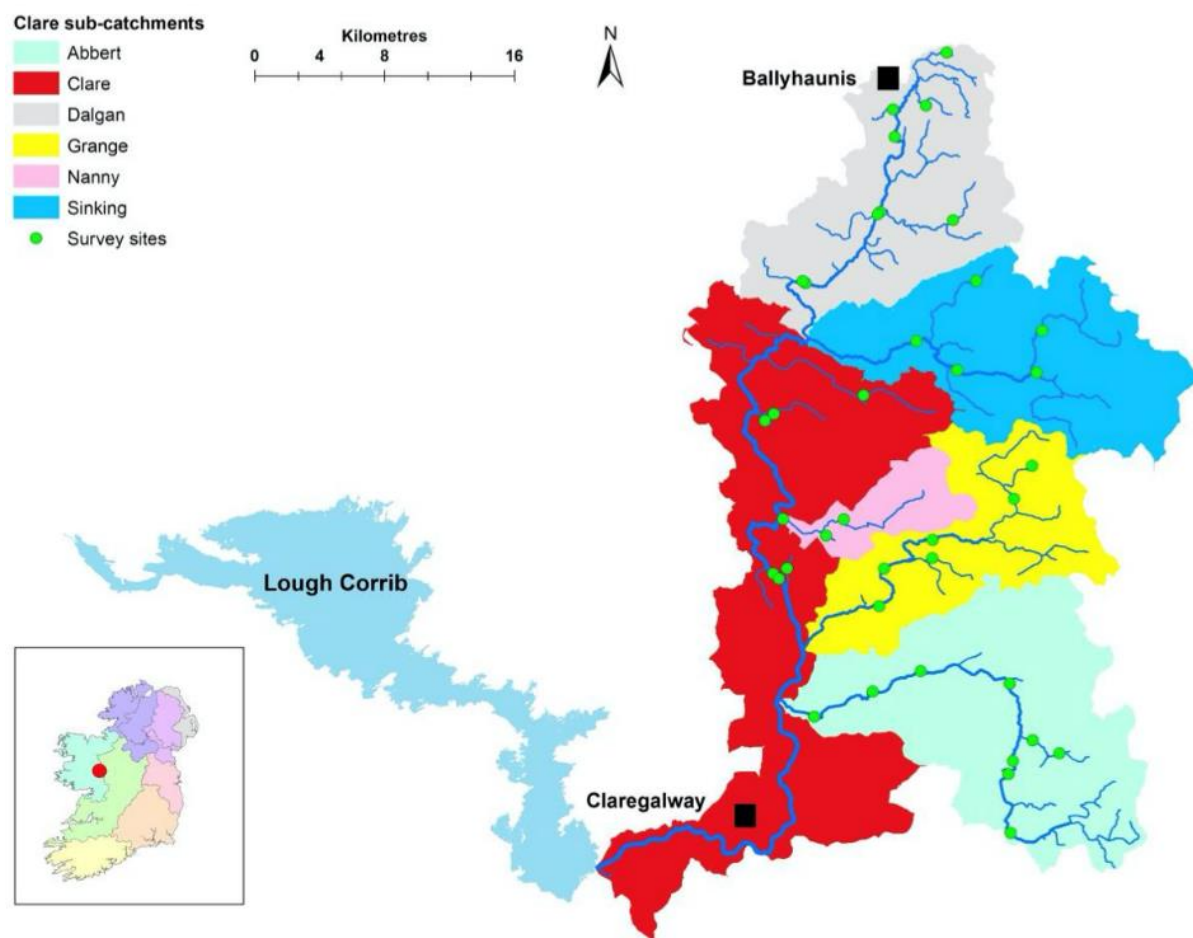 Clare sub-catchments
Abbert
Clare
Dalgan
Grange
Nanny
Sinking
Survey sites
Kilometres
0 4 8 16
N
Ballyhaunis
Lough Corrib
Claregalway